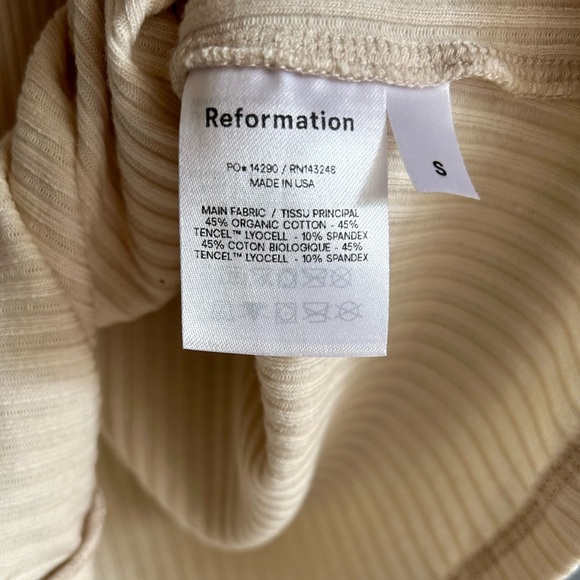 Reformation
PO# 14290 / RN143248
MADE IN USA
MAIN FABRIC / TISSU PRINCIPAL
45% ORGANIC COTTON - 45%
TENCEL™ LYOCELL - 10% SPANDEX
45% COTON BIOLOGIQUE - 45%
TENCEL™ LYOCELL - 10% SPANDEX
S